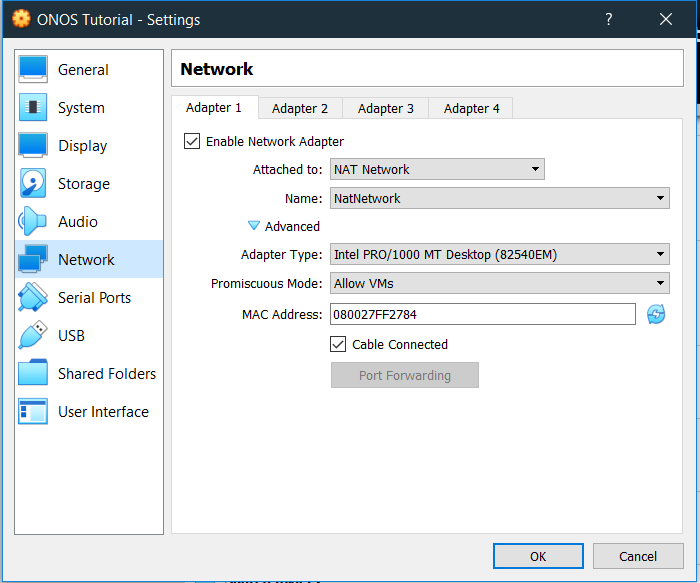 ONOS Tutorial - Settings
?
General
System
Display
Storage
Audio
Network
Serial Ports
USB
Shared Folders
User Interface
Network
Adapter 1
Adapter 2
Adapter 3
Adapter 4
Enable Network Adapter
Attached to: NAT Network
Name: NatNetwork
Advanced
Adapter Type: Intel PRO/1000 MT Desktop (82540EM)
Promiscuous Mode: Allow VMs
MAC Address: 080027FF2784
Cable Connected
Port Forwarding
OK
Cancel